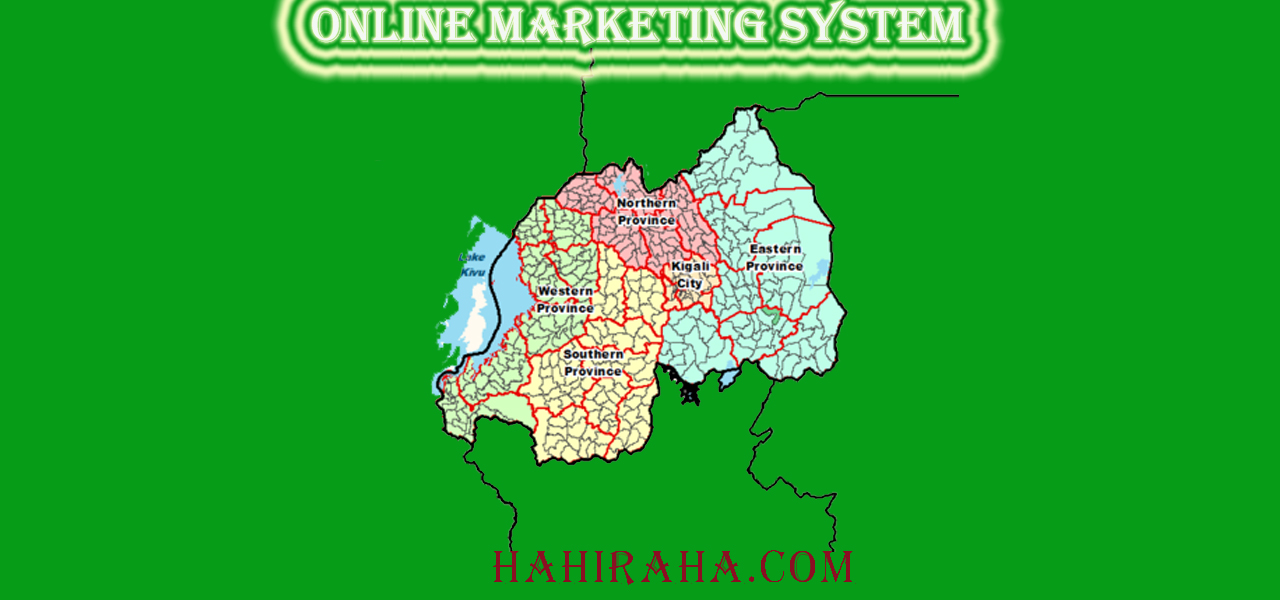 ONLINE MARKETING SYSTEM
Northern
Province
Eastern
Province
Kigali
City
Lake
Kivu
Western
Province
Southern
Province
HAHIRAHA.COM